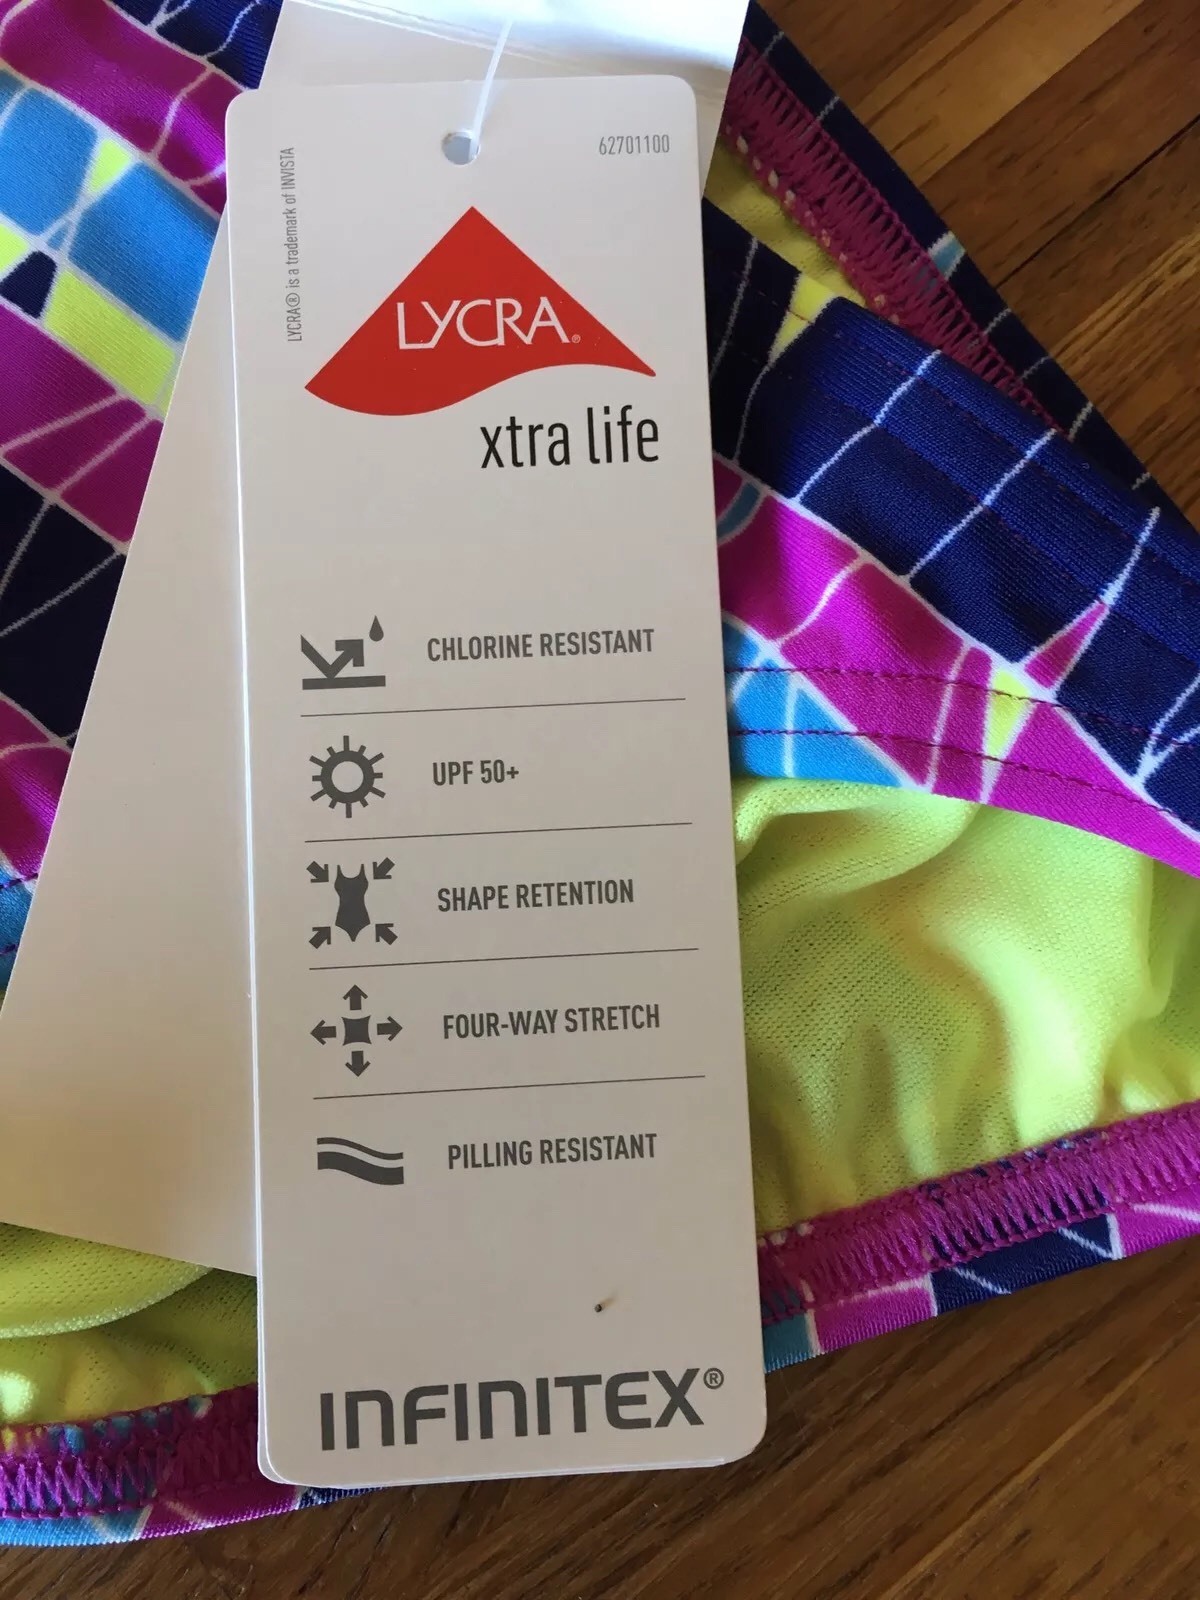 62701100
LYCRA® is a trademark of INVISTA
LYCRA®
xtra life
CHLORINE RESISTANT
UPF 50+
SHAPE RETENTION
FOUR-WAY STRETCH
PILLING RESISTANT
INFINITEX®